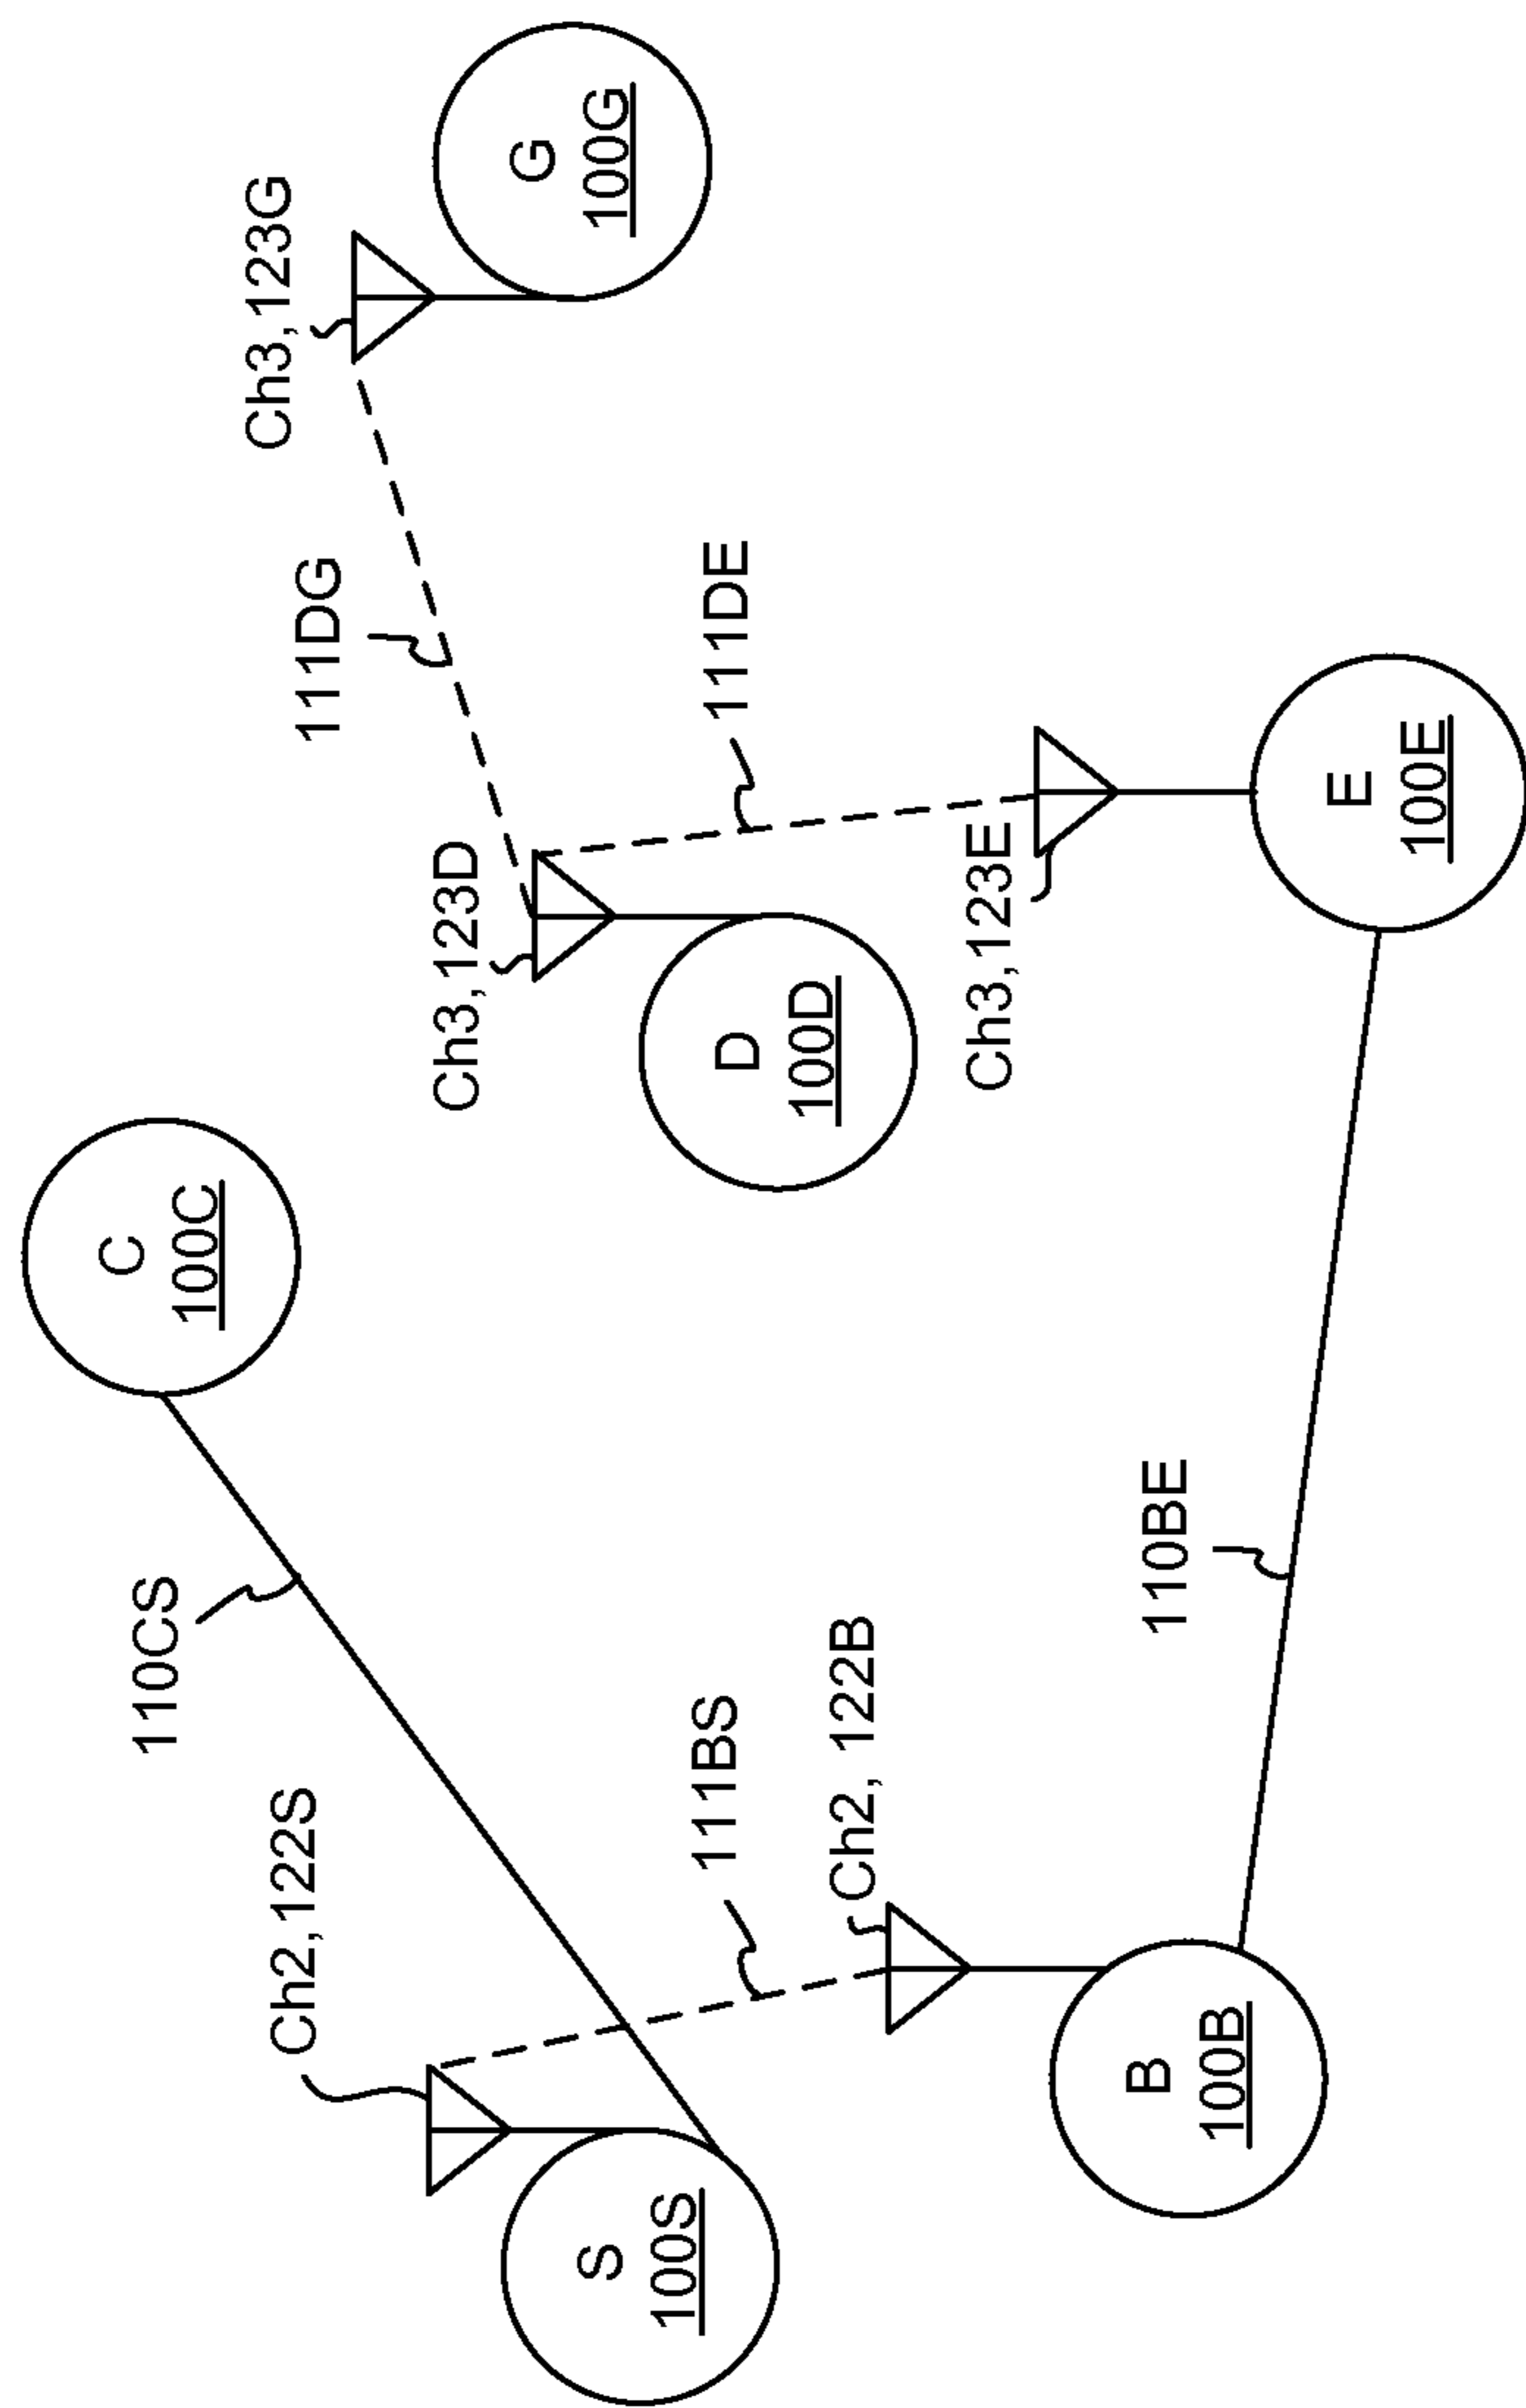 Ch2,122S
S
100S
110CS
C
100C
111BS
Ch2,122B
B
100B
110BE
Ch3,123D
D
100D
111DG
Ch3,123G
G
100G
111DE
Ch3,123E
E
100E